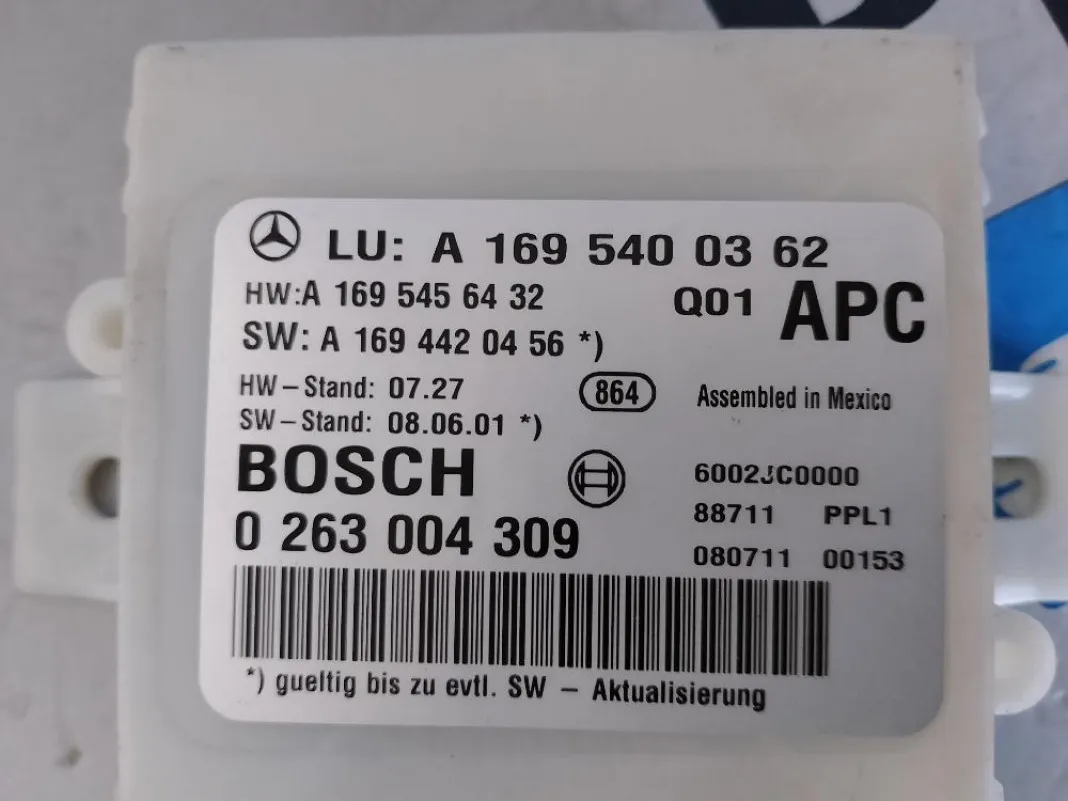 LU: A 169 540 03 62
HW:A 169 545 64 32
Q01 APC
SW: A 169 442 04 56 *)
HW-Stand: 07.27
864
Assembled in Mexico
SW-Stand: 08.06.01 *)
BOSCH
6002JC0000
0 263 004 309
88711 PPL1
080711 00153
*) gueltig bis zu evtl. SW - Aktualisierung